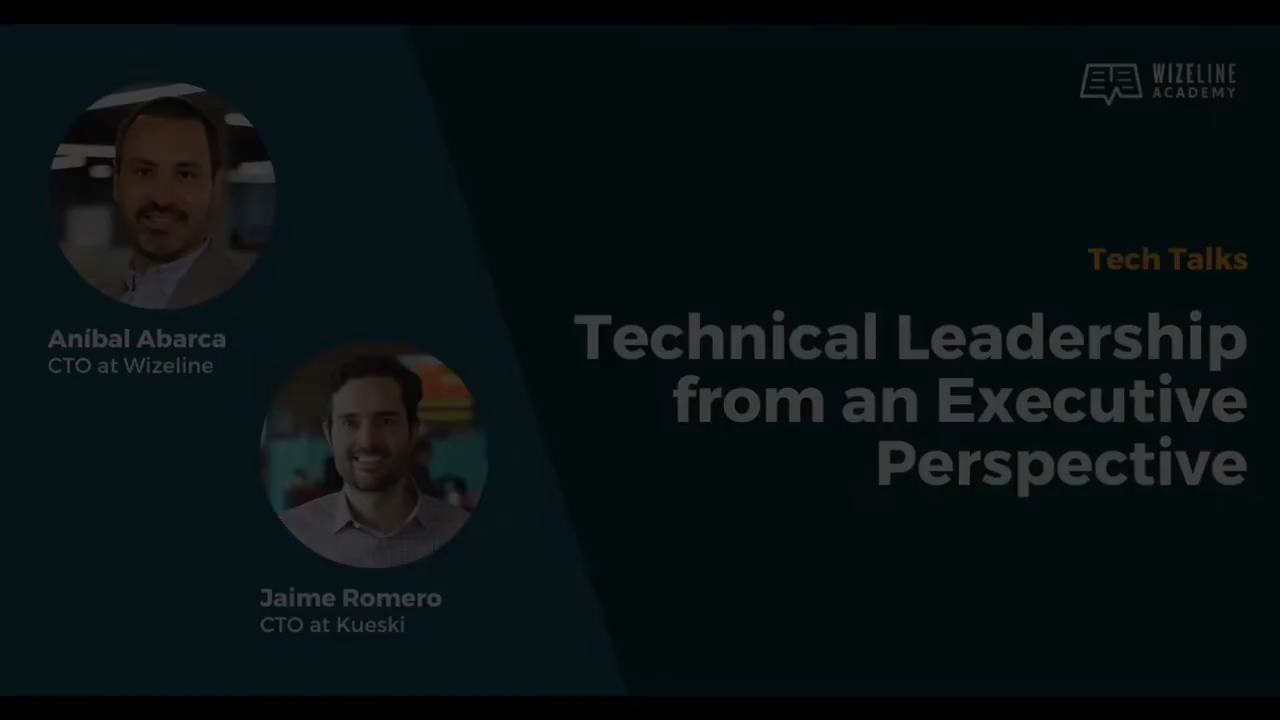 WIZELINE
ACADEMY
Aníbal Abarca
CTO at Wizeline
Jaime Romero
CTO at Kueski
Tech Talks
Technical Leadership
from an Executive
Perspective